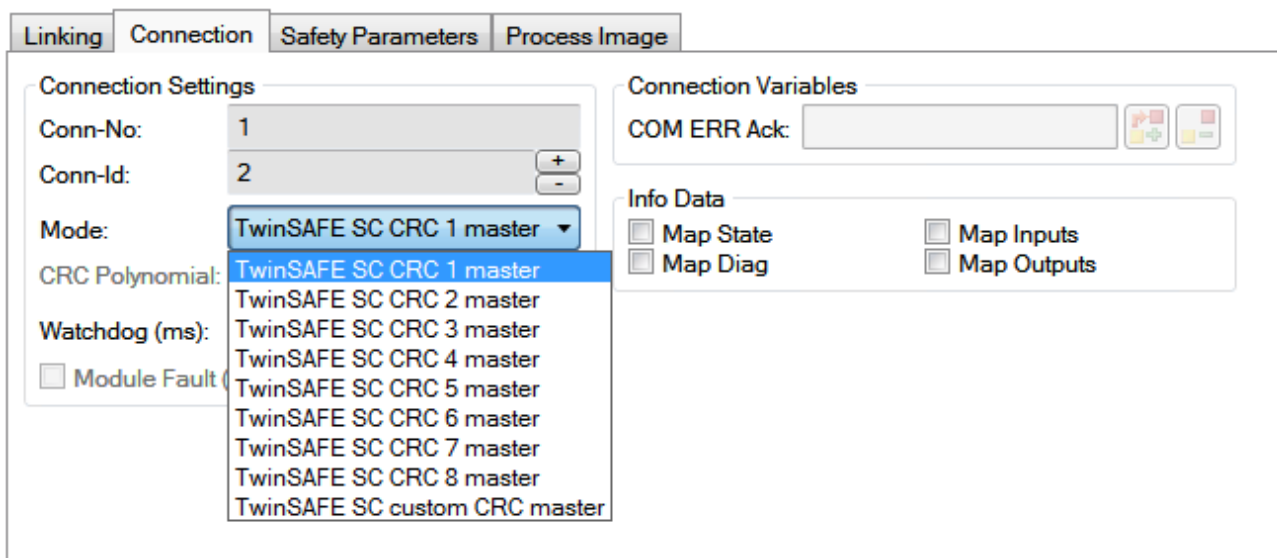 Linking Connection Safety Parameters Process Image
Connection Settings
Conn-No: 1
Conn-Id: 2
+
-
Mode: TwinSAFE SC CRC 1 master
CRC Polynomial:
Watchdog (ms):
Module Fault (
TwinSAFE SC CRC 1 master
TwinSAFE SC CRC 2 master
TwinSAFE SC CRC 3 master
TwinSAFE SC CRC 4 master
TwinSAFE SC CRC 5 master
TwinSAFE SC CRC 6 master
TwinSAFE SC CRC 7 master
TwinSAFE SC CRC 8 master
TwinSAFE SC custom CRC master
Connection Variables
COM ERR Ack:
Info Data
Map State Map Inputs
Map Diag Map Outputs